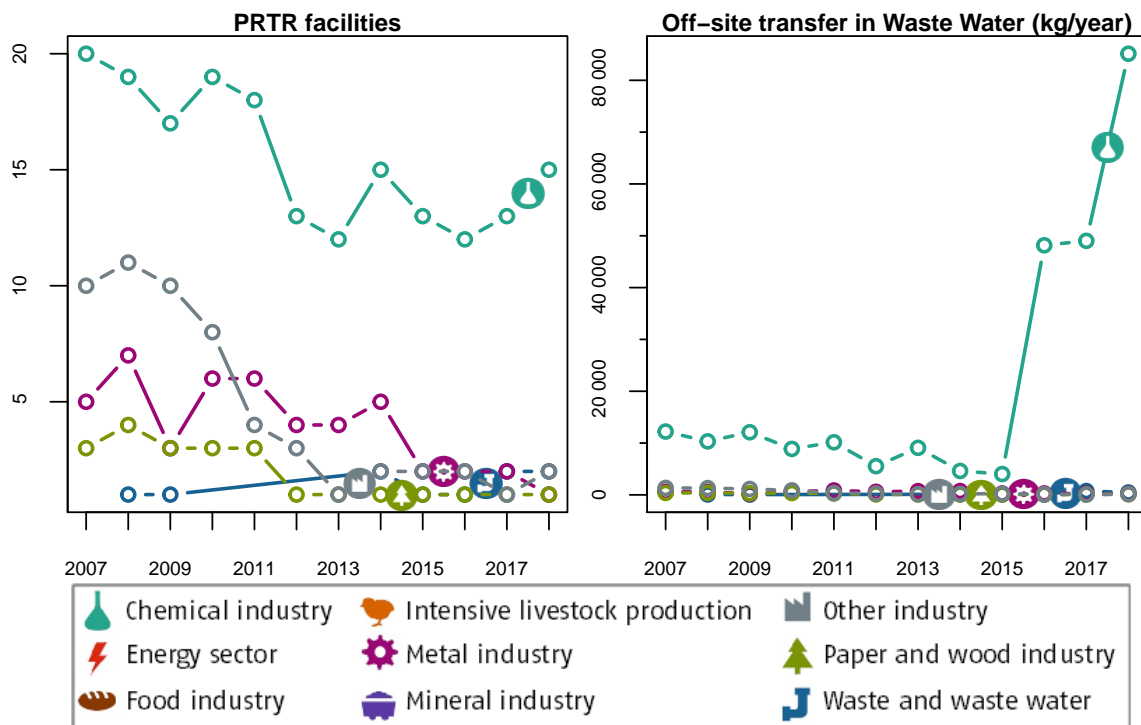 PRTR facilities
20
15
10
5
2007 2009 2011 2013 2015 2017
Off−site transfer in Waste Water (kg/year)
80 000
60 000
40 000
20 000
0
2007 2009 2011 2013 2015 2017
Chemical industry Intensive livestock production Other industry
Energy sector Metal industry Paper and wood industry
Food industry Mineral industry Waste and waste water